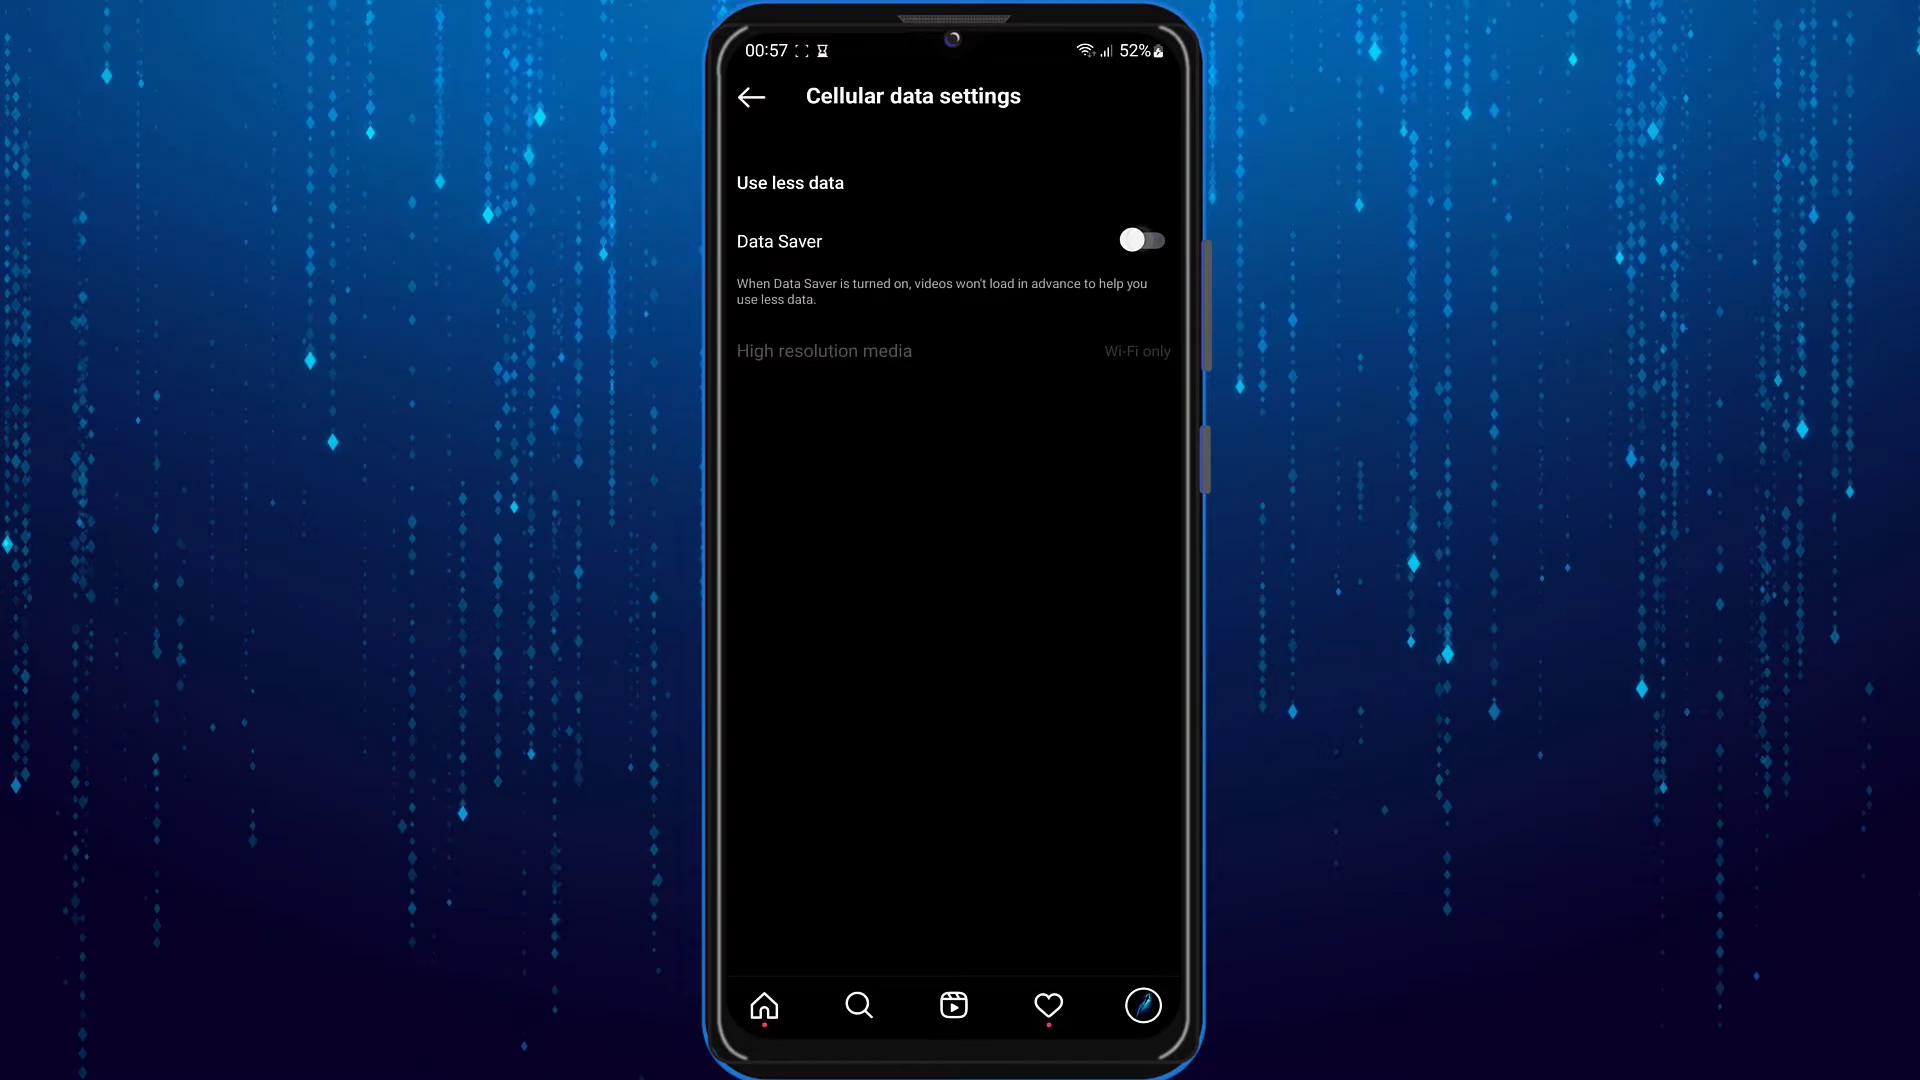 00:57
52%
Cellular data settings
Use less data
Data Saver
When Data Saver is turned on, videos won't load in advance to help you
use less data.
High resolution media Wi-Fi only